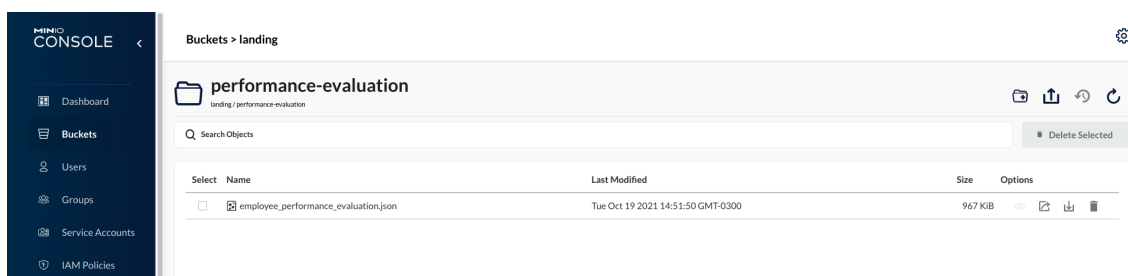 MINIO
CONSOLE <
Buckets > landing
performance-evaluation
landing / performance-evaluation
Dashboard
Buckets
Users
Groups
Service Accounts
IAM Policies
Search Objects
Delete Selected
Select Name Last Modified Size Options
employee_performance_evaluation.json Tue Oct 19 2021 14:51:50 GMT-0300 967 KiB